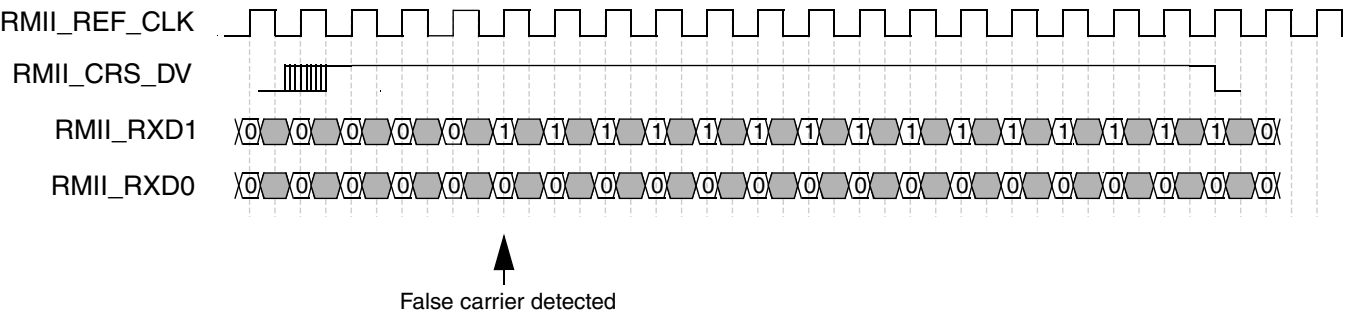 RMII_REF_CLK
RMII_CRS_DV
RMII_RXD1 0 0 0 0 0 1 1 1 1 1 1 1 1 1 1 1 1 1 1 1 0
RMII_RXD0 0 0 0 0 0 0 0 0 0 0 0 0 0 0 0 0 0 0 0 0 0
False carrier detected